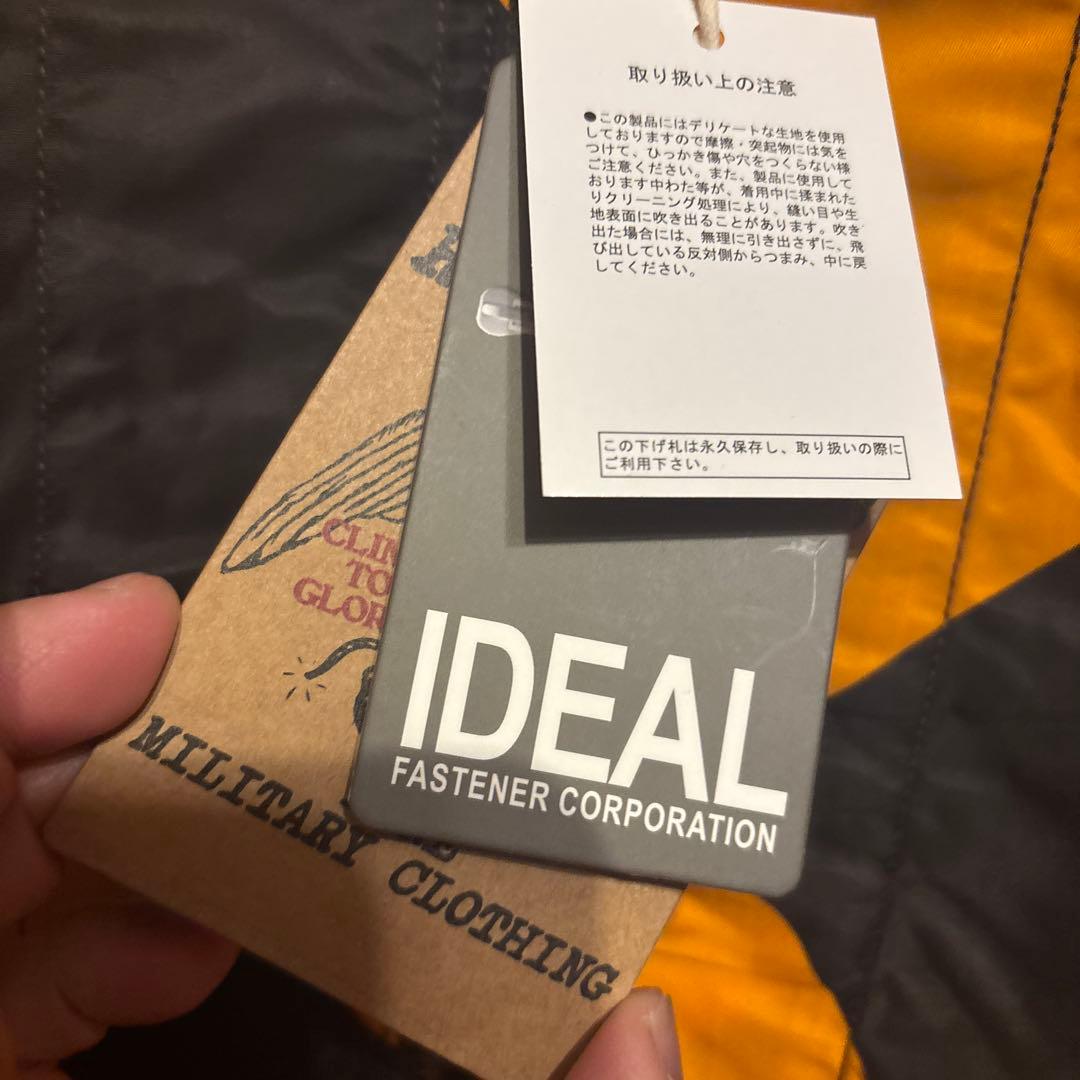 取り扱い上の注意
●この製品にはデリケートな生地を使用
しておりますので摩擦・突起物には気を
つけて、ひっかき傷や穴をつくらない様
ご注意ください。また、製品に使用して
おります中わた等が、着用中に揉まれた
りクリーニング処理により、縫い目や生
地表面に吹き出ることがあります。吹き
出た場合には、無理に引き出さずに、飛
び出している反対側からつまみ、中に戻
してください。
この下げ札は永久保存し、取り扱いの際に
ご利用下さい。
TO
IDEAL
FASTENER CORPORATION
MILITARY CLOTHING